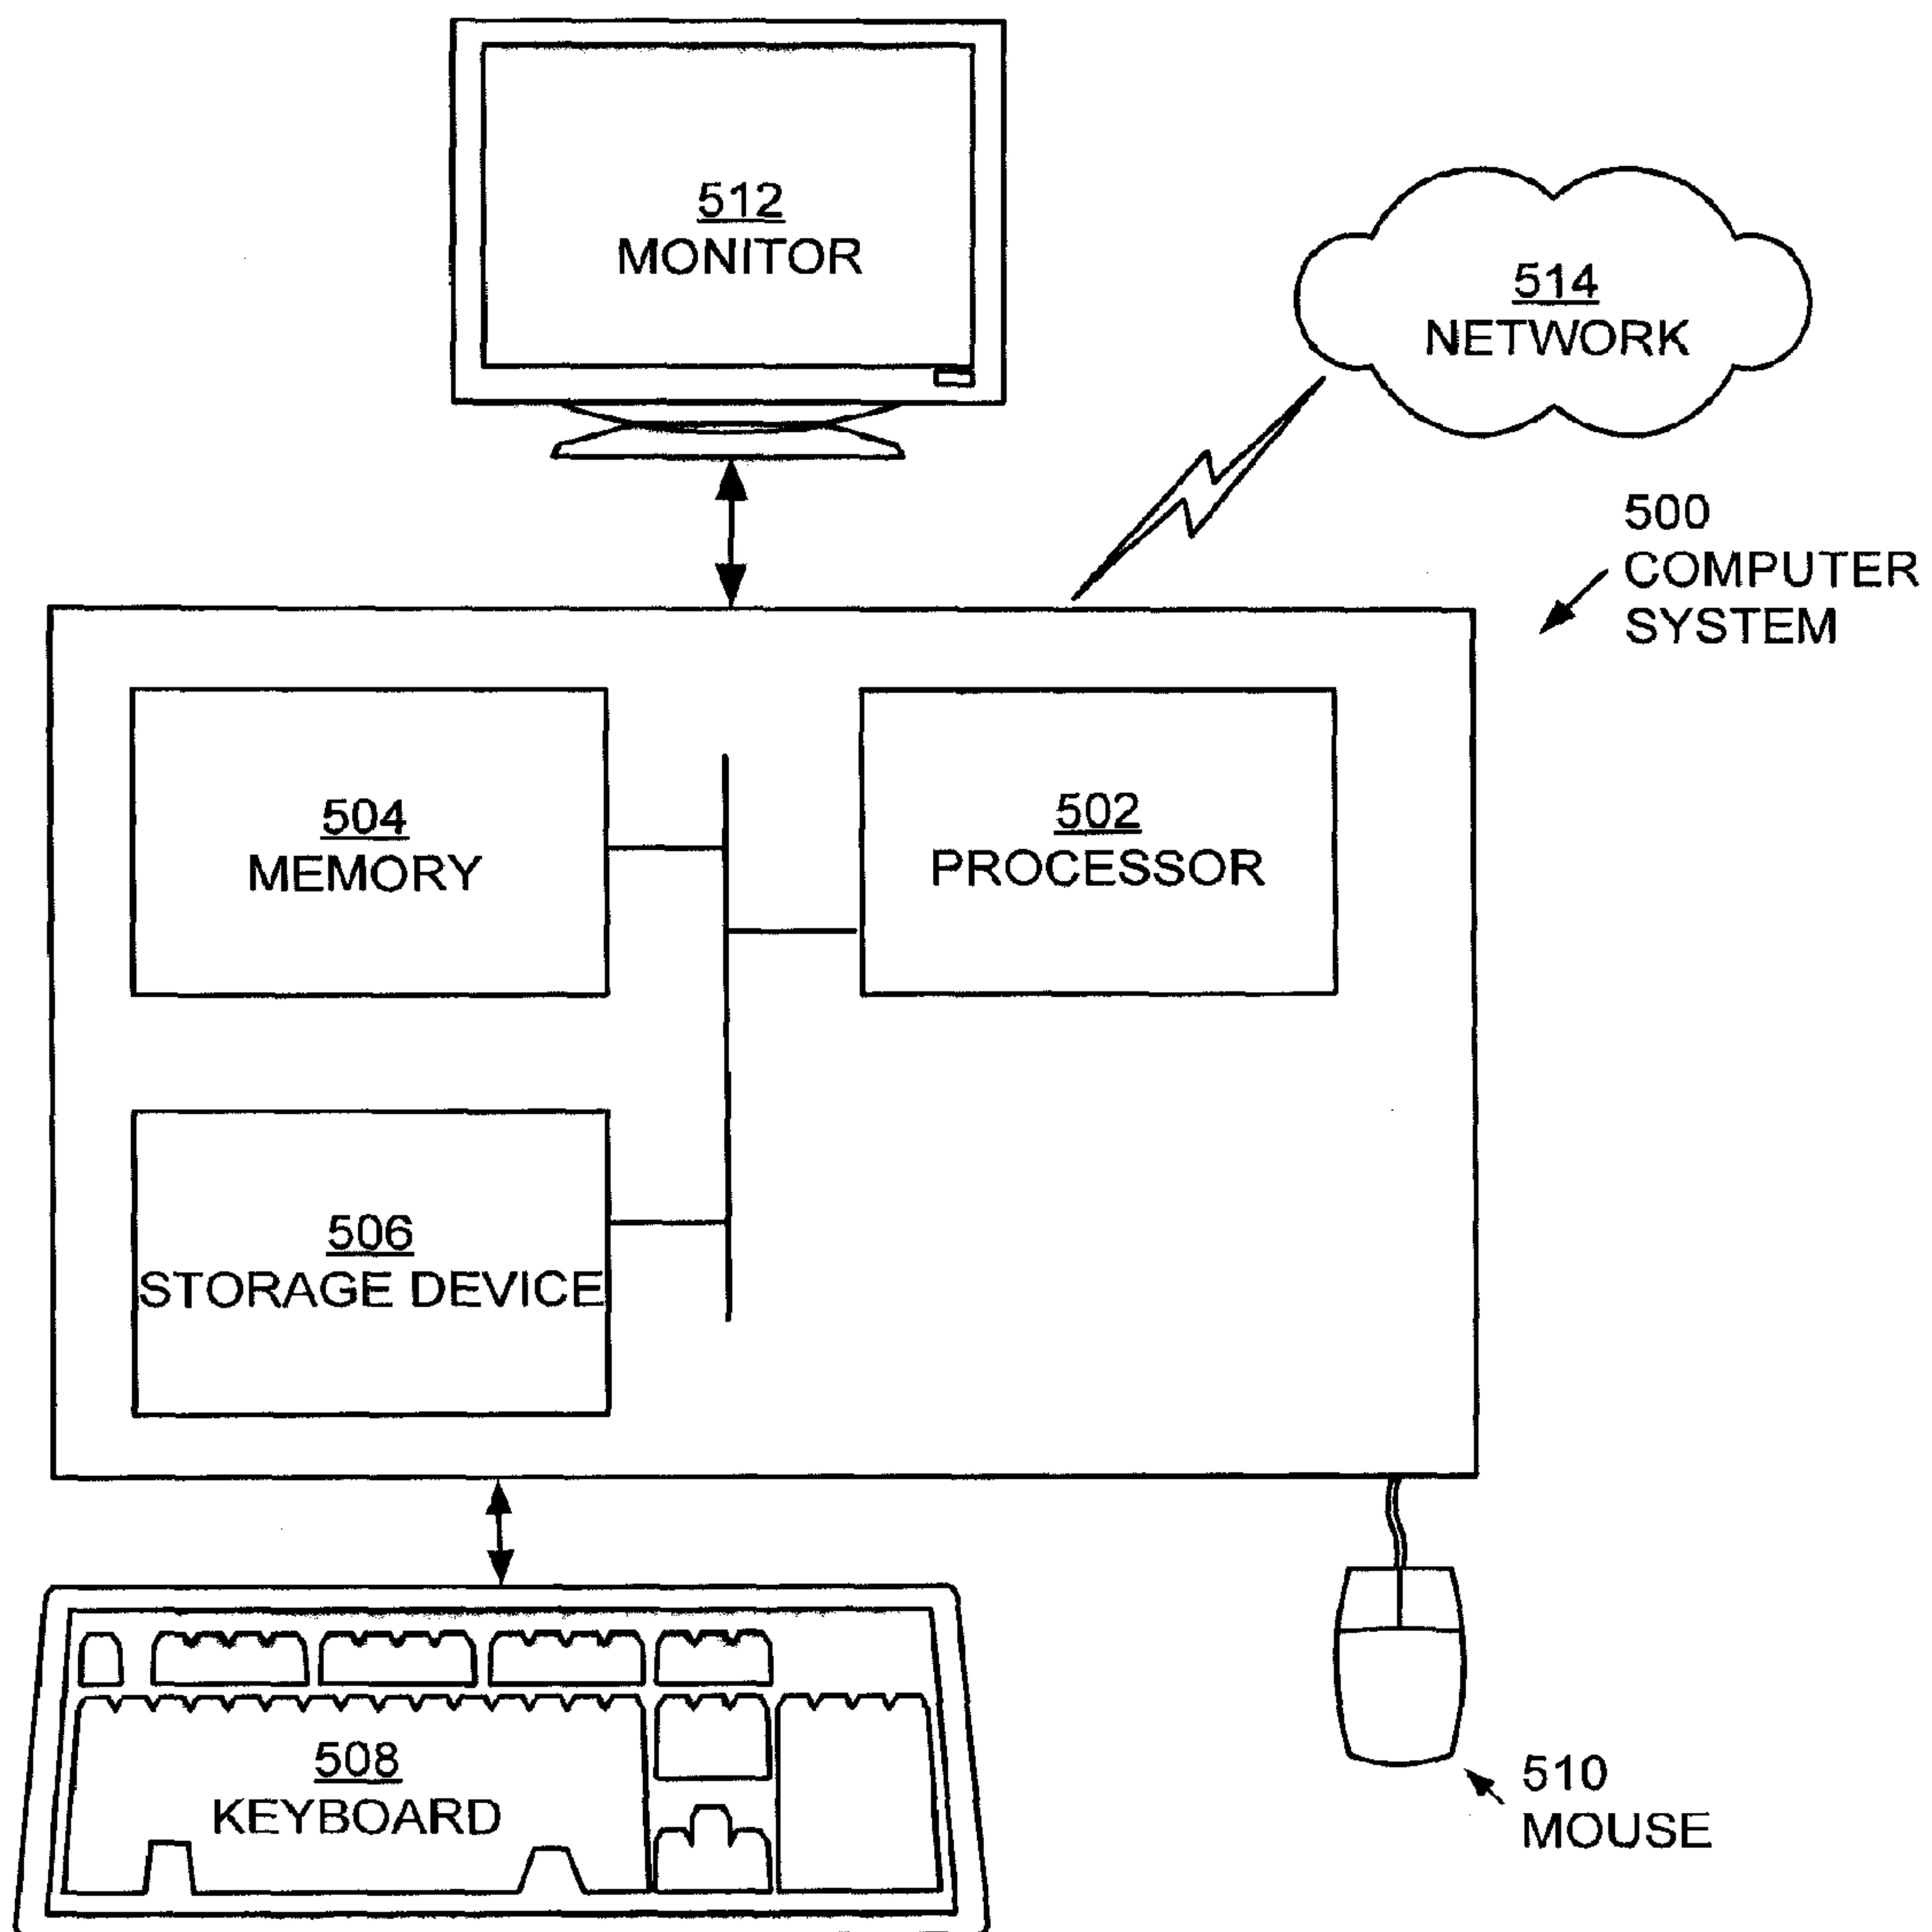 512
MONITOR
514
NETWORK
500
COMPUTER
SYSTEM
504
MEMORY
502
PROCESSOR
506
STORAGE DEVICE
508
KEYBOARD
510
MOUSE